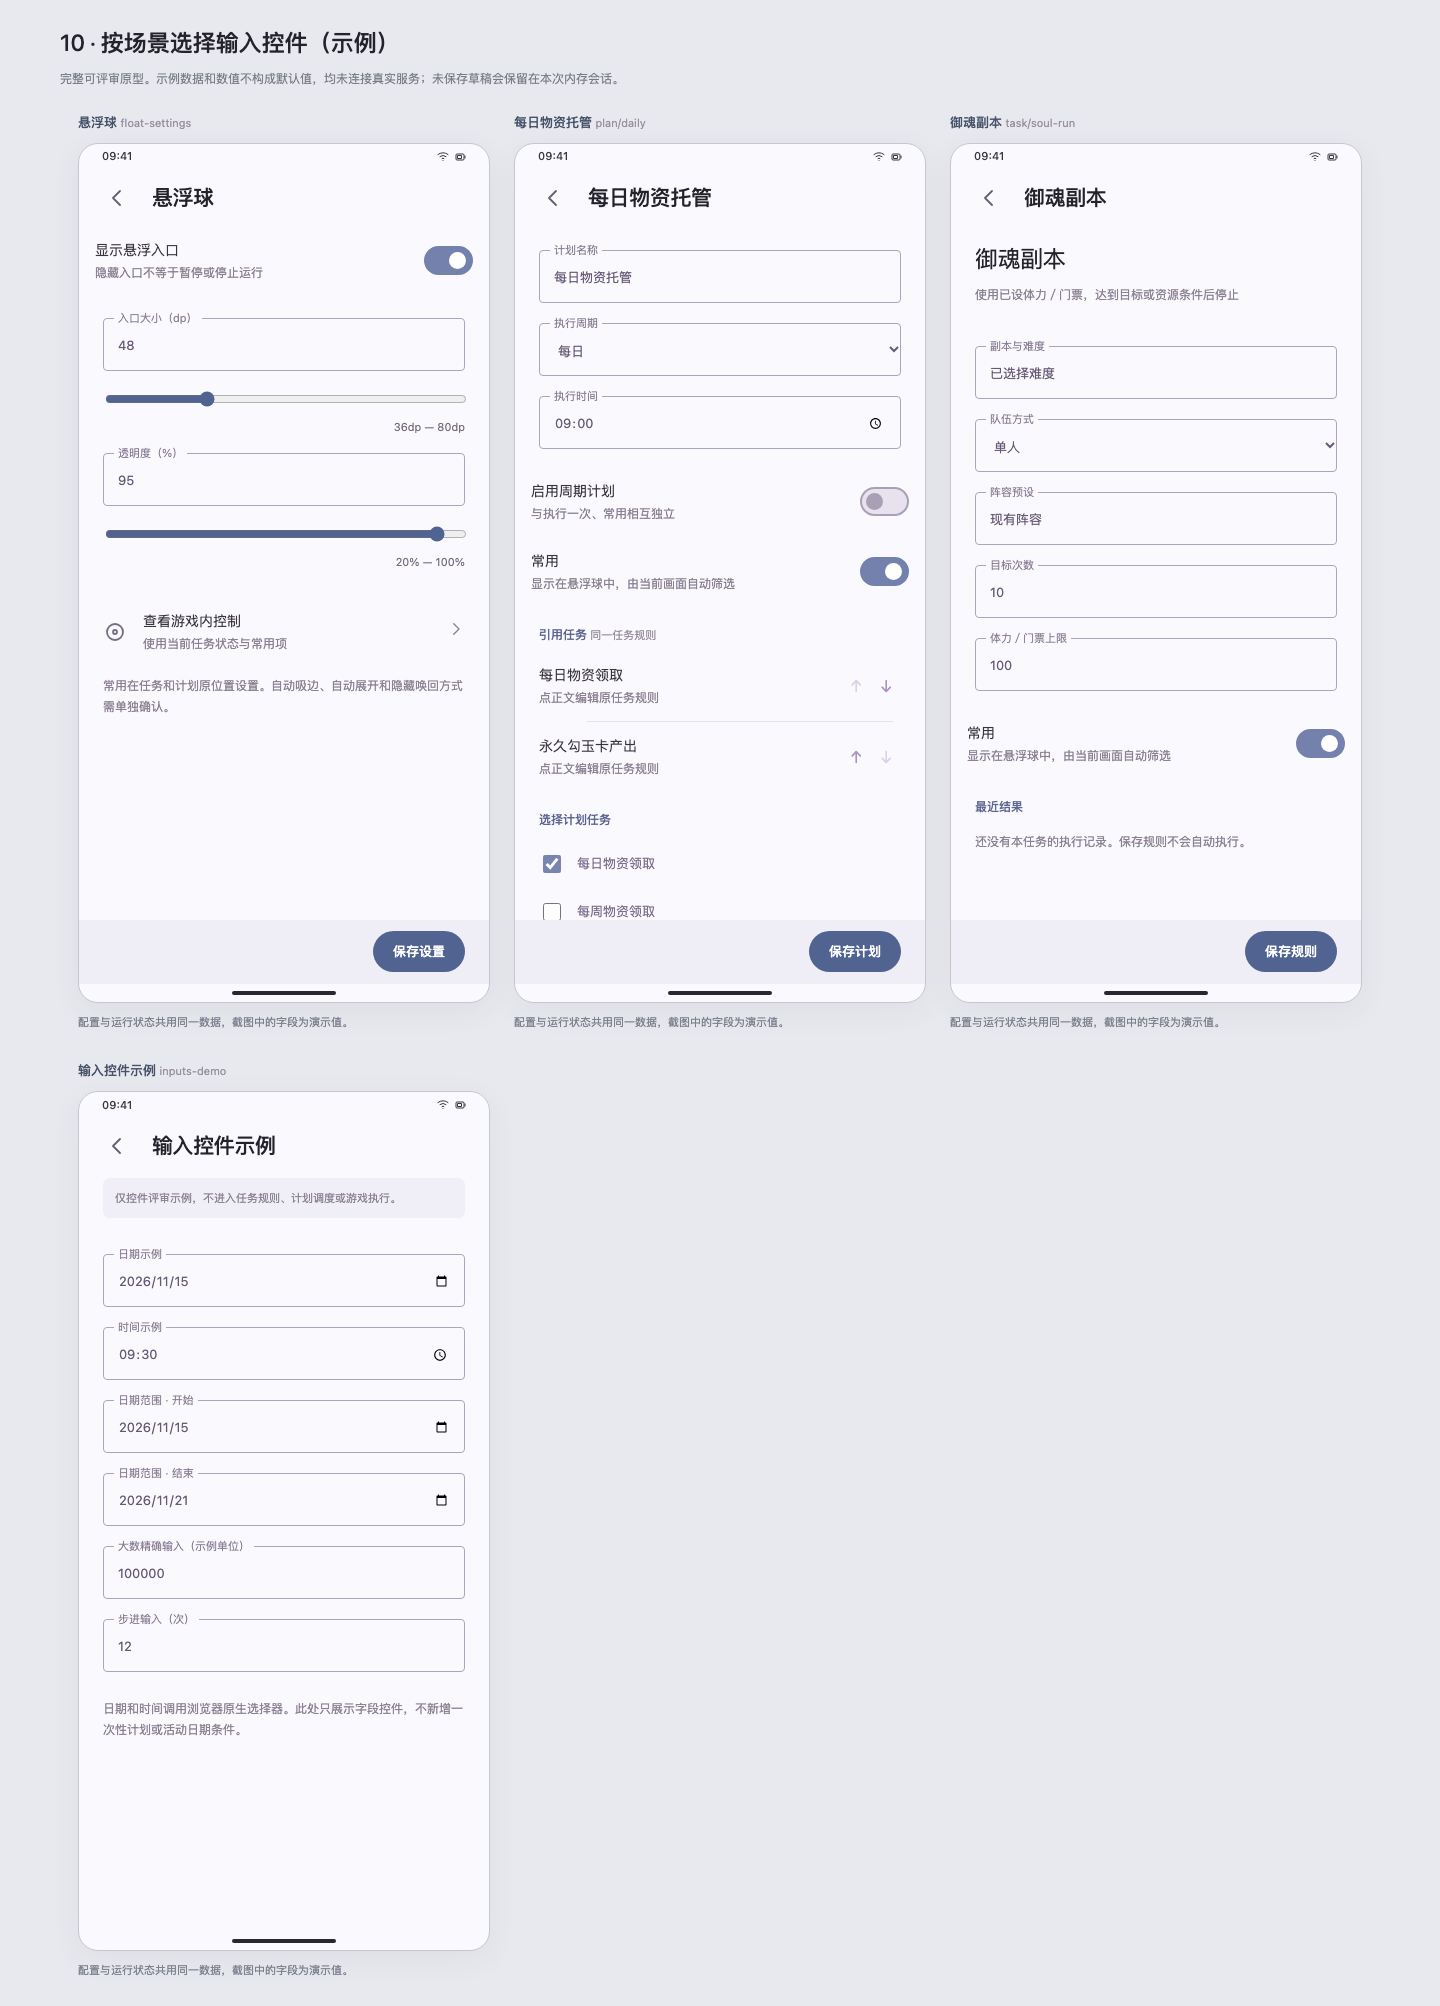 10 · 按场景选择输入控件（示例）
完整可评审原型。示例数据和数值不构成默认值，均未连接真实服务；未保存草稿会保留在本次内存会话。
悬浮球 float-settings
09:41
悬浮球
显示悬浮入口
隐藏入口不等于暂停或停止运行
入口大小（dp）
48
36dp — 80dp
透明度（%）
95
20% — 100%
查看游戏内控制
使用当前任务状态与常用项
常用在任务和计划原位置设置。自动吸边、自动展开和隐藏唤回方式
需单独确认。
保存设置
配置与运行状态共用同一数据，截图中的字段为演示值。
每日物资托管 plan/daily
09:41
每日物资托管
计划名称
每日物资托管
执行周期
每日
执行时间
09:00
启用周期计划
与执行一次、常用相互独立
常用
显示在悬浮球中，由当前画面自动筛选
引用任务 同一任务规则
每日物资领取
点正文编辑原任务规则
永久勾玉卡产出
点正文编辑原任务规则
选择计划任务
每日物资领取
每周物资领取
保存计划
配置与运行状态共用同一数据，截图中的字段为演示值。
御魂副本 task/soul-run
09:41
御魂副本
御魂副本
使用已设体力 / 门票，达到目标或资源条件后停止
副本与难度
已选择难度
队伍方式
单人
阵容预设
现有阵容
目标次数
10
体力 / 门票上限
100
常用
显示在悬浮球中，由当前画面自动筛选
最近结果
还没有本任务的执行记录。保存规则不会自动执行。
保存规则
配置与运行状态共用同一数据，截图中的字段为演示值。
输入控件示例 inputs-demo
09:41
输入控件示例
仅控件评审示例，不进入任务规则、计划调度或游戏执行。
日期示例
2026/11/15
时间示例
09:30
日期范围 · 开始
2026/11/15
日期范围 · 结束
2026/11/21
大数精确输入（示例单位）
100000
步进输入（次）
12
日期和时间调用浏览器原生选择器。此处只展示字段控件，不新增一
次性计划或活动日期条件。
配置与运行状态共用同一数据，截图中的字段为演示值。